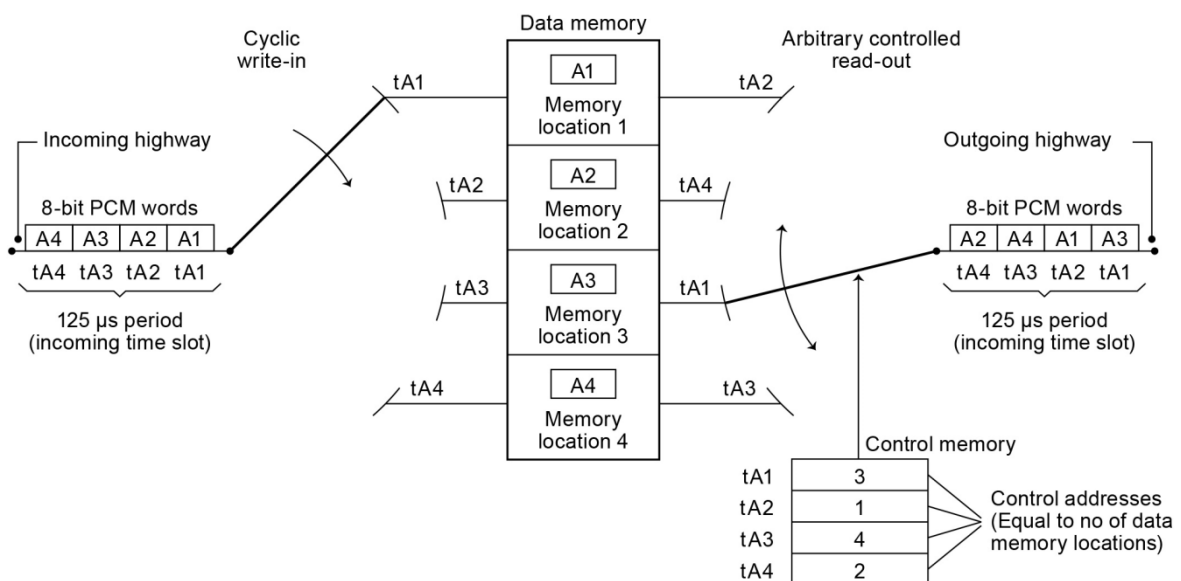 Data memory
Cyclic
write-in
Arbitrary controlled
read-out
tA1
A1
Memory
location 1
tA2
Incoming highway
Outgoing highway
tA2
A2
Memory
location 2
tA4
8-bit PCM words
A4 A3 A2 A1
tA4 tA3 tA2 tA1
125 µs period
(incoming time slot)
8-bit PCM words
A2 A4 A1 A3
tA4 tA3 tA2 tA1
125 µs period
(incoming time slot)
tA3
A3
Memory
location 3
tA1
tA4
A4
Memory
location 4
tA3
Control memory
tA1 3
tA2 1
tA3 4
tA4 2
Control addresses
(Equal to no of data
memory locations)